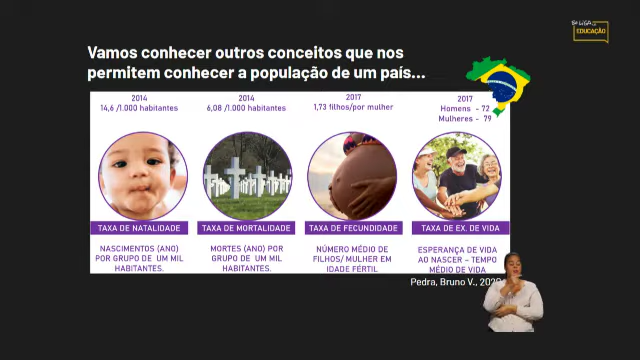 Se LIGA na
EDUCAÇÃO
Vamos conhecer outros conceitos que nos
permitem conhecer a população de um país...
2014
14,6 /1.000 habitantes
TAXA DE NATALIDADE
NASCIMENTOS (ANO)
POR GRUPO DE UM MIL
HABITANTES.
2014
6,08 /1.000 habitantes
TAXA DE MORTALIDADE
MORTES (ANO) POR
GRUPO DE UM MIL
HABITANTES.
2017
1,73 filhos/por mulher
TAXA DE FECUNDIDADE
NÚMERO MÉDIO DE
FILHOS/ MULHER EM
IDADE FÉRTIL
2017
Homens - 72
Mulheres - 79
TAXA DE EX. DE VIDA
ESPERANÇA DE VIDA
AO NASCER – TEMPO
MÉDIO DE VIDA
Pedra, Bruno V.,